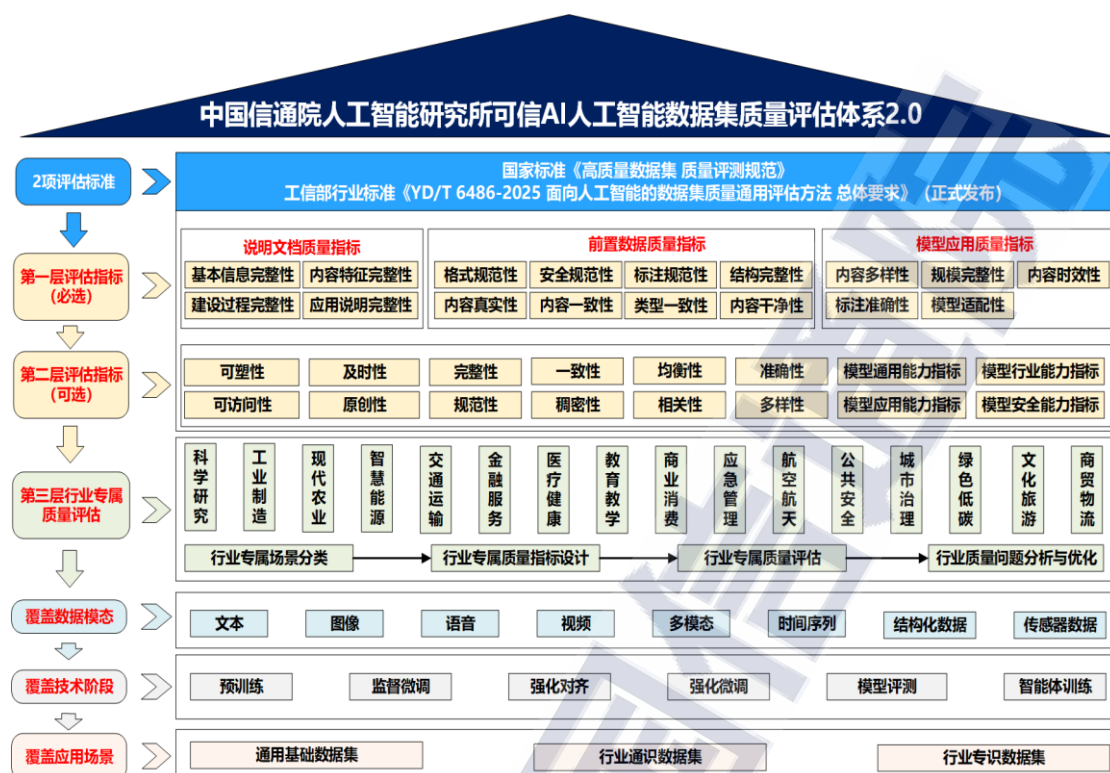 中国信通院人工智能研究所可信AI人工智能数据集质量评估体系2.0
2项评估标准
国家标准《高质量数据集 质量评测规范》
工信部行业标准《YD/T 6486-2025 面向人工智能的数据集质量通用评估方法 总体要求》（正式发布）
第一层评估指标
(必选)
说明文档质量指标
基本信息完整性 内容特征完整性
建设过程完整性 应用说明完整性
前置数据质量指标
格式规范性 安全规范性 标注规范性 结构完整性
内容真实性 内容一致性 类型一致性 内容干净性
模型应用质量指标
内容多样性 规模完整性 内容时效性
标注准确性 模型适配性
第二层评估指标
(可选)
可塑性 及时性 完整性 一致性 均衡性 准确性 模型通用能力指标 模型行业能力指标
可访问性 原创性 规范性 稠密性 相关性 多样性 模型应用能力指标 模型安全能力指标
第三层行业专属
质量评估
科学研究
工业制造
现代农业
智慧能源
交通运输
金融服务
医疗健康
教育教学
商业消费
应急管理
航空航天
公共安全
城市治理
绿色低碳
文化旅游
商贸物流
行业专属场景分类 行业专属质量指标设计 行业专属质量评估 行业质量问题分析与优化
覆盖数据模态
文本 图像 语音 视频 多模态 时间序列 结构化数据 传感器数据
覆盖技术阶段
预训练 监督微调 强化对齐 强化微调 模型评测 智能体训练
覆盖应用场景
通用基础数据集 行业通识数据集 行业专识数据集